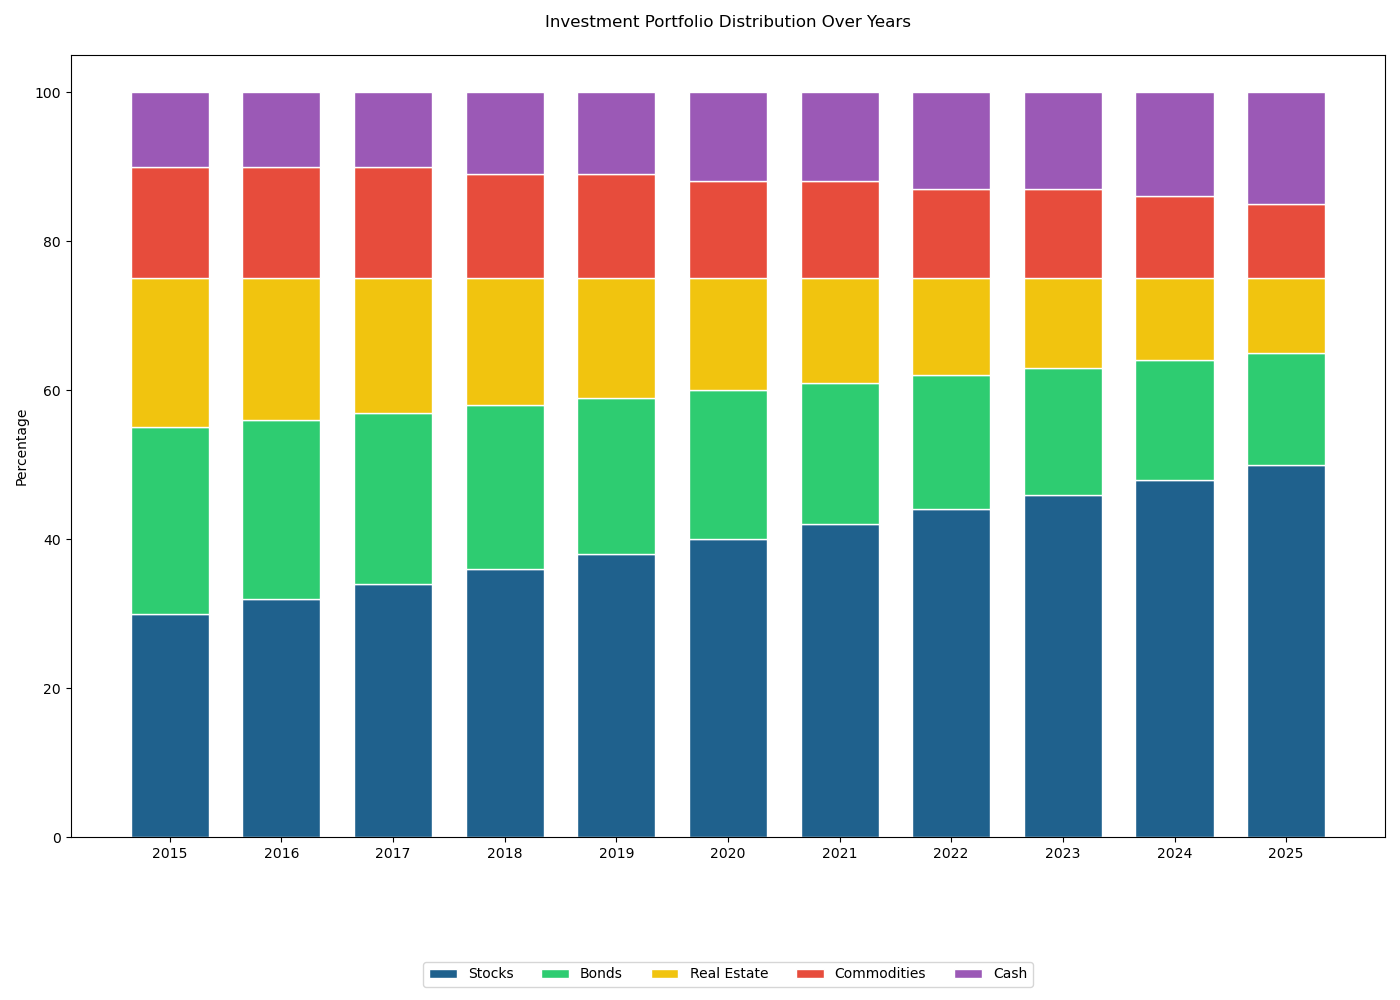 Investment Portfolio Distribution Over Years
Percentage
100
80
60
40
20
0
2015 2016 2017 2018 2019 2020 2021 2022 2023 2024 2025
Stocks Bonds Real Estate Commodities Cash